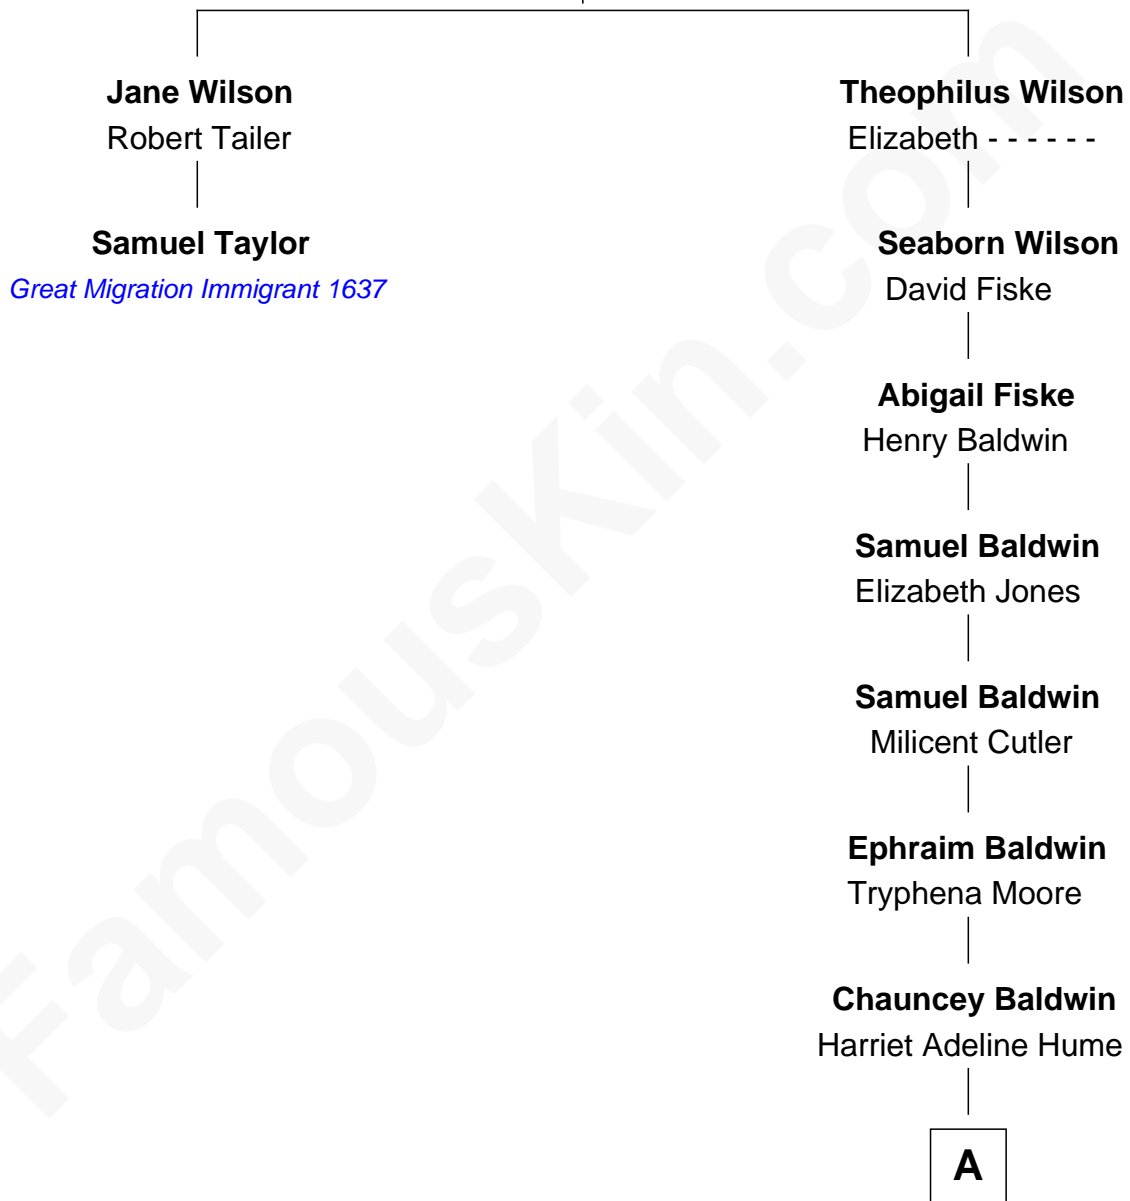 Jane Wilson
Robert Tailer
Samuel Taylor
Great Migration Immigrant 1637
Theophilus Wilson
Elizabeth - - - - - -
Seaborn Wilson
David Fiske
Abigail Fiske
Henry Baldwin
Samuel Baldwin
Elizabeth Jones
Samuel Baldwin
Milicent Cutler
Ephraim Baldwin
Tryphena Moore
Chauncey Baldwin
Harriet Adeline Hume
A
FamousKin.com